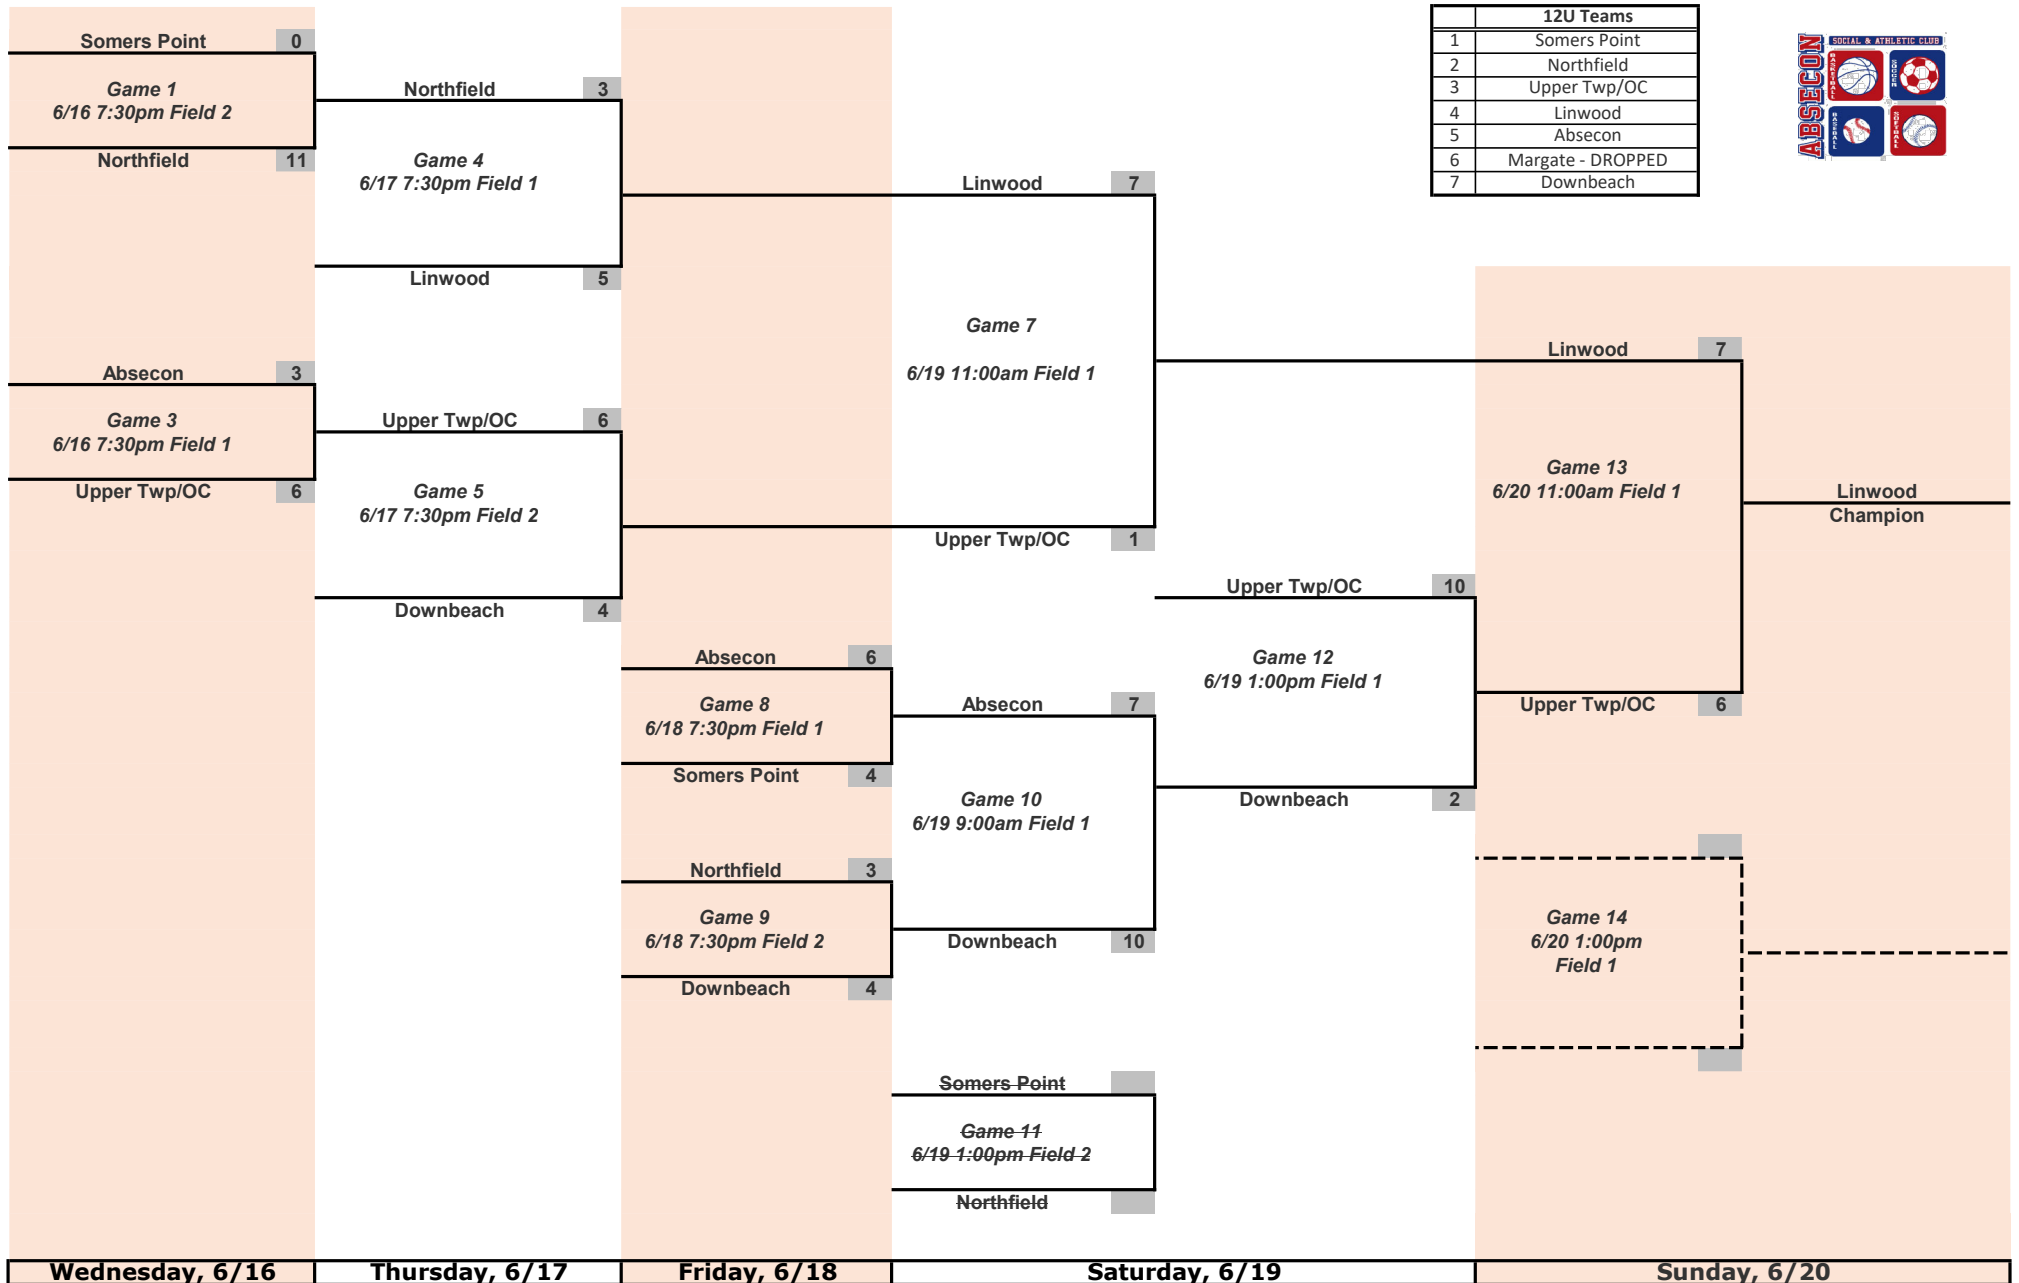 12U Teams
1 Somers Point
2 Northfield
3 Upper Twp/OC
4 Linwood
5 Absecon
6 Margate - DROPPED
7 Downbeach
ABSECON
SOCIAL & ATHLETIC CLUB
BASKETBALL
SOCCER
BASEBALL
SOFTBALL
Somers Point 0
Game 1
6/16 7:30pm Field 2
Northfield 11
Absecon 3
Game 3
6/16 7:30pm Field 1
Upper Twp/OC 6
Northfield 3
Game 4
6/17 7:30pm Field 1
Linwood 5
Upper Twp/OC 6
Game 5
6/17 7:30pm Field 2
Downbeach 4
Absecon 6
Game 8
6/18 7:30pm Field 1
Somers Point 4
Northfield 3
Game 9
6/18 7:30pm Field 2
Downbeach 4
Linwood 7
Game 7
6/19 11:00am Field 1
Upper Twp/OC 1
Absecon 7
Game 10
6/19 9:00am Field 1
Downbeach 10
Somers Point
Game 11
6/19 1:00pm Field 2
Northfield
Upper Twp/OC 10
Game 12
6/19 1:00pm Field 1
Downbeach 2
Linwood 7
Game 13
6/20 11:00am Field 1
Upper Twp/OC 6
Linwood
Champion
Game 14
6/20 1:00pm
Field 1
Wednesday, 6/16
Thursday, 6/17
Friday, 6/18
Saturday, 6/19
Sunday, 6/20